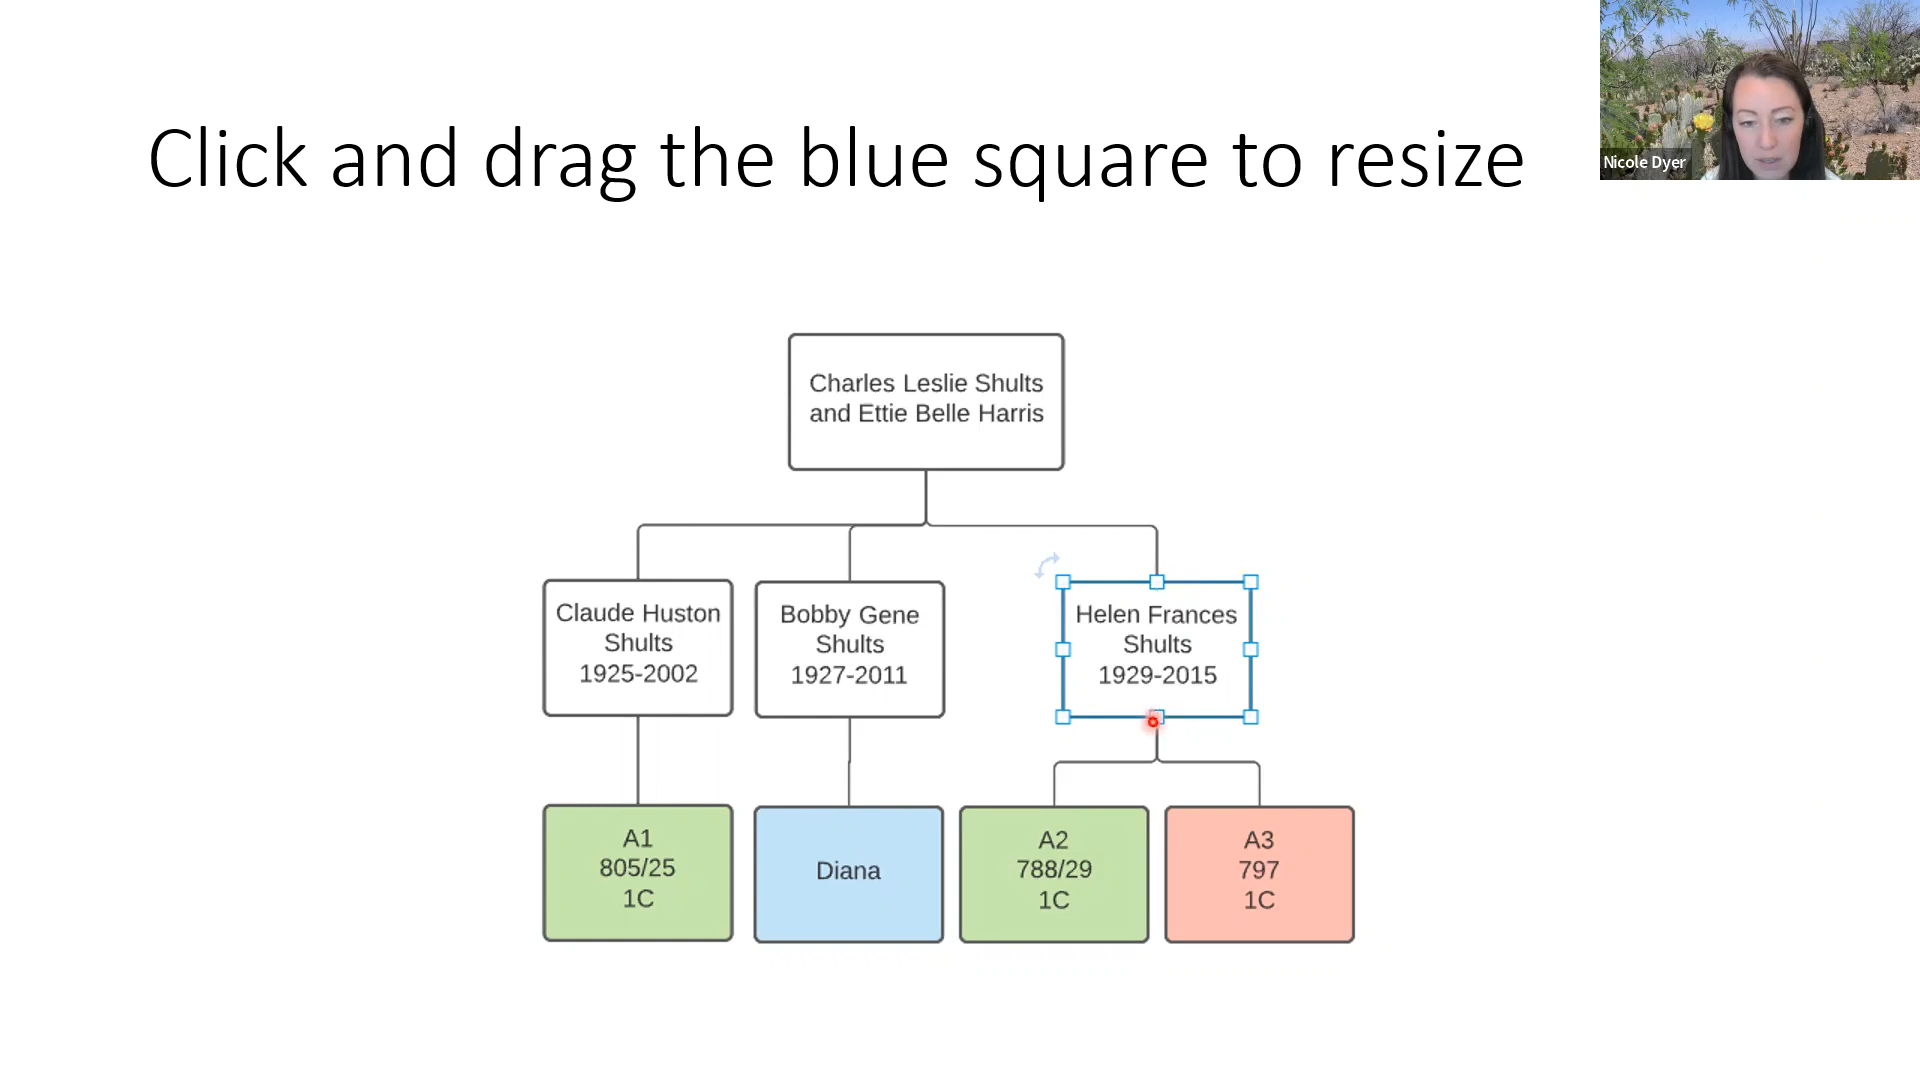 Click and drag the blue square to resize
Nicole Dyer
Charles Leslie Shults
and Ettie Belle Harris
Claude Huston
Shults
1925-2002
Bobby Gene
Shults
1927-2011
Helen Frances
Shults
1929-2015
A1
805/25
1C
Diana
A2
788/29
1C
A3
797
1C